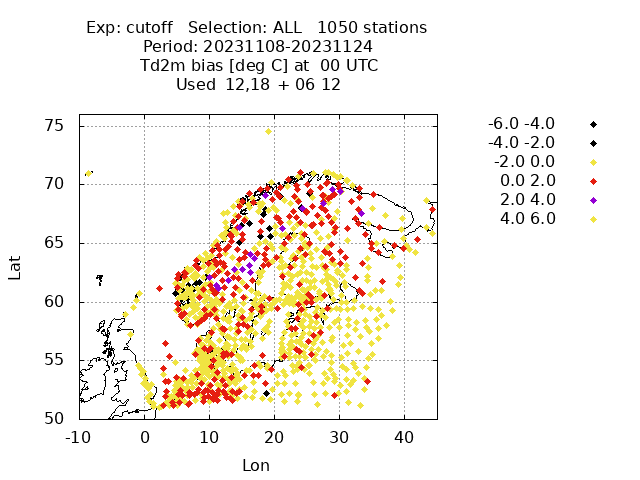 Exp: cutoff   Selection: ALL   1050 stations
Period: 20231108-20231124
Td2m bias [deg C] at  00 UTC
Used  12,18 + 06 12
-6.0 -4.0
-4.0 -2.0
-2.0 0.0
0.0 2.0
2.0 4.0
4.0 6.0
75
70
65
60
55
50
Lat
-10 0 10 20 30 40
Lon